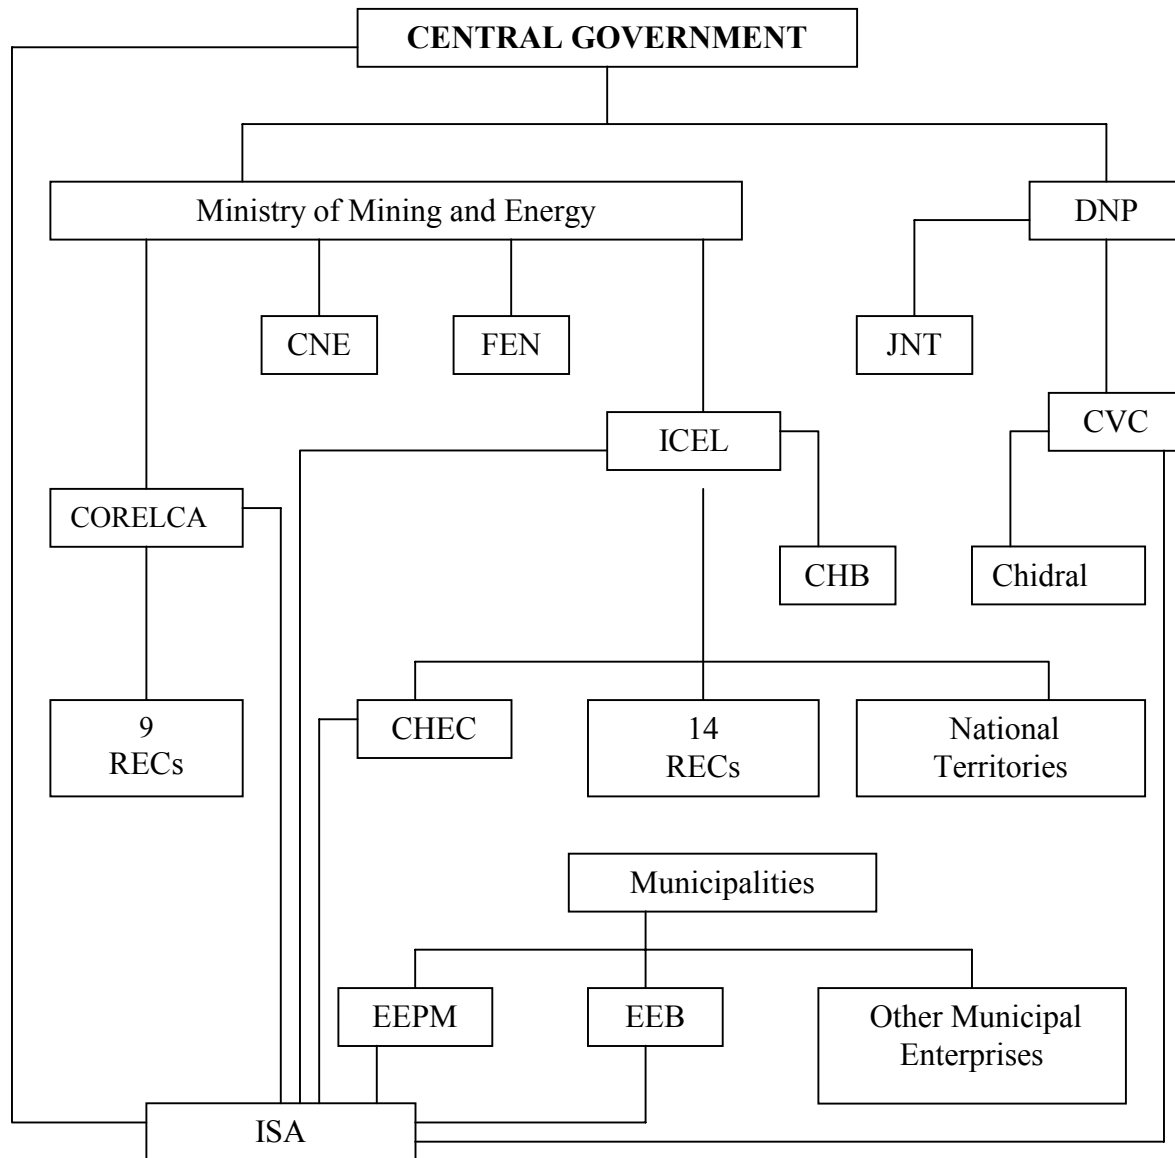 CENTRAL GOVERNMENT
Ministry of Mining and Energy
DNP
CNE
FEN
JNT
CVC
ICEL
CORELCA
CHB
Chidral
9
RECs
CHEC
14
RECs
National
Territories
Municipalities
EEPM
EEB
Other Municipal
Enterprises
ISA